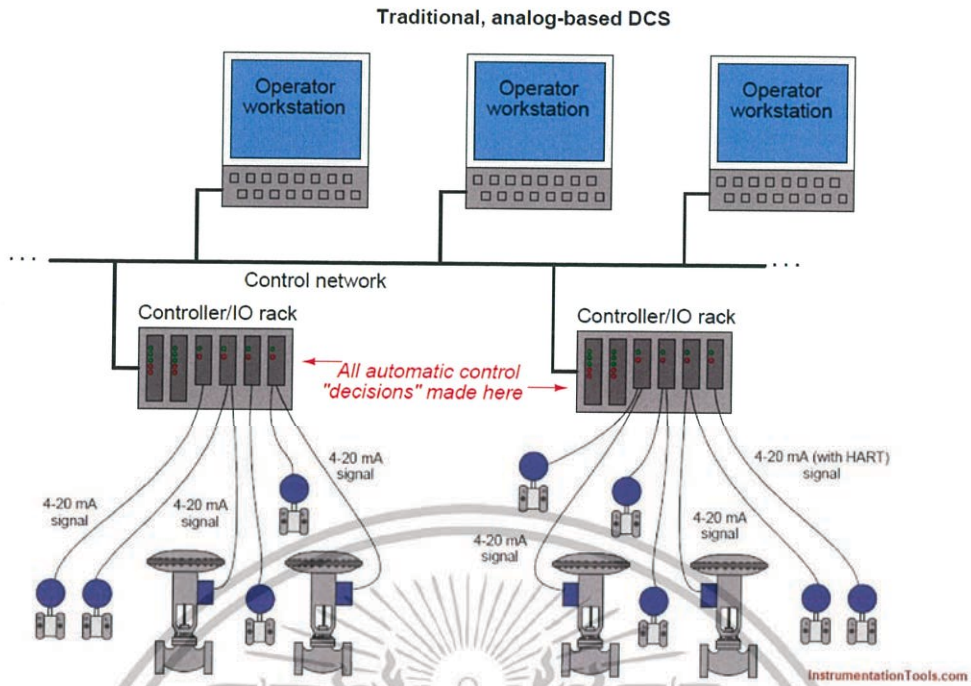 Traditional, analog-based DCS
Operator
workstation
Operator
workstation
Operator
workstation
...
...
Control network
Controller/IO rack
Controller/IO rack
All automatic control
"decisions" made here
4-20 mA
signal
4-20 mA
signal
4-20 mA
signal
4-20 mA
signal
4-20 mA
signal
4-20 mA (with HART)
signal
InstrumentationTools.com